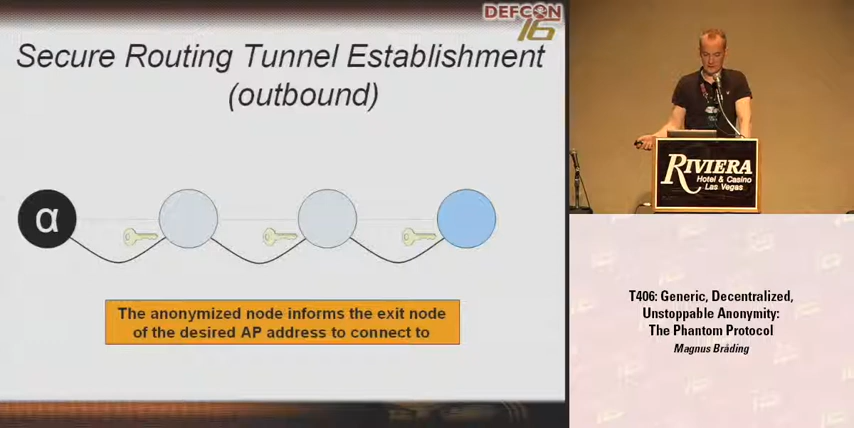 DEFCON
16
Secure Routing Tunnel Establishment
(outbound)
α
The anonymized node informs the exit node
of the desired AP address to connect to
RIVIERA
Hotel & Casino
Las Vegas
T406: Generic, Decentralized,
Unstoppable Anonymity:
The Phantom Protocol
Magnus Bråding